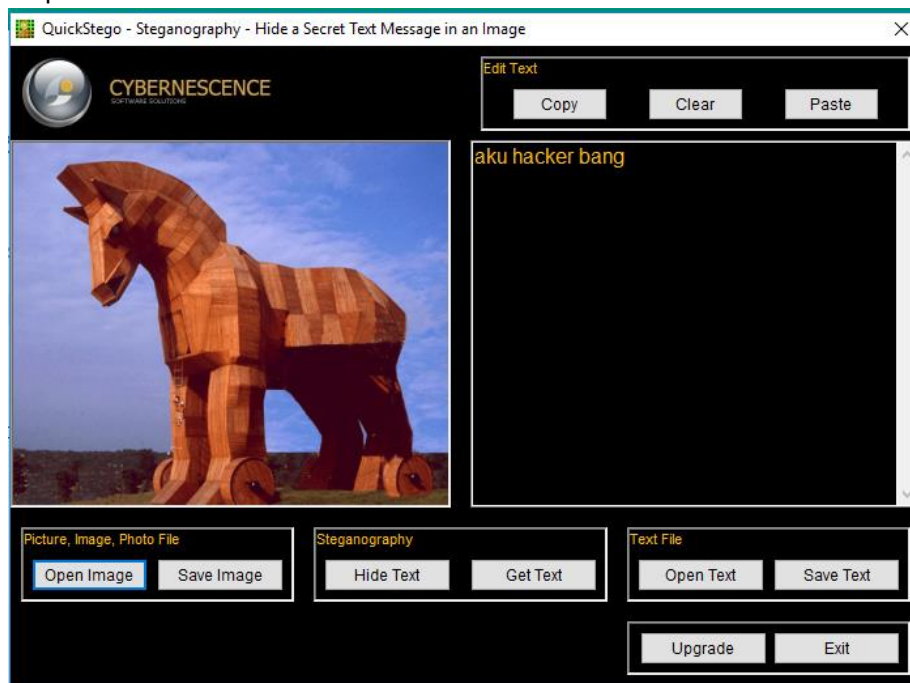 QuickStego - Steganography - Hide a Secret Text Message in an Image
CYBERNESCENCE
SOFTWARE SOLUTIONS
Edit Text
Copy Clear Paste
aku hacker bang
Picture, Image, Photo File
Open Image Save Image
Steganography
Hide Text Get Text
Text File
Open Text Save Text
Upgrade Exit